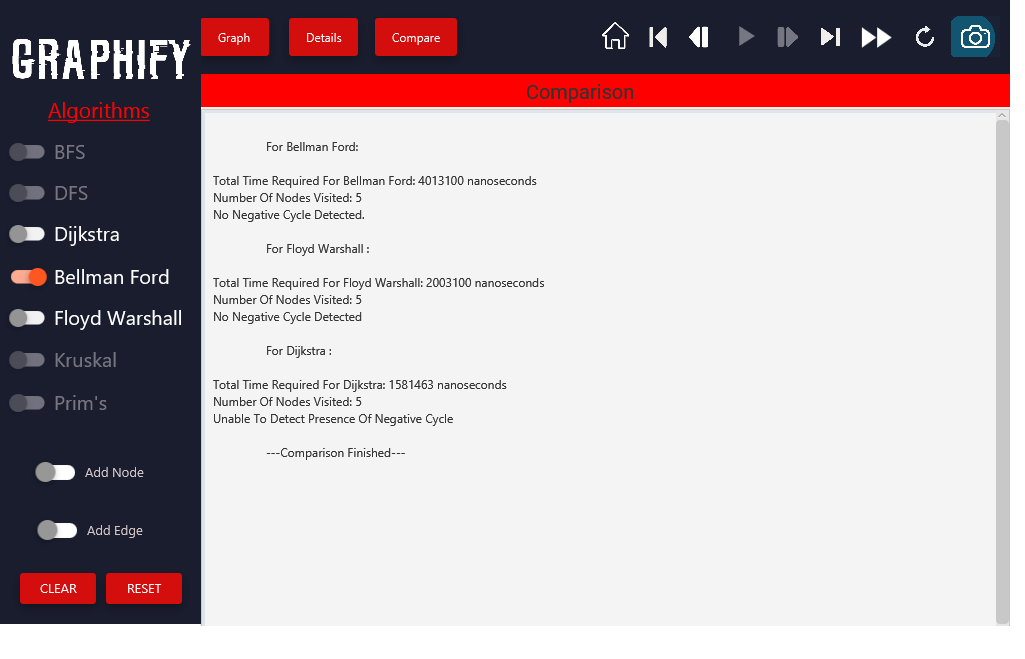 GRAPHIFY
Graph
Details
Compare
Algorithms
BFS
DFS
Dijkstra
Bellman Ford
Floyd Warshall
Kruskal
Prim's
Add Node
Add Edge
CLEAR
RESET
Comparison
For Bellman Ford:
Total Time Required For Bellman Ford: 4013100 nanoseconds
Number Of Nodes Visited: 5
No Negative Cycle Detected.
For Floyd Warshall :
Total Time Required For Floyd Warshall: 2003100 nanoseconds
Number Of Nodes Visited: 5
No Negative Cycle Detected
For Dijkstra :
Total Time Required For Dijkstra: 1581463 nanoseconds
Number Of Nodes Visited: 5
Unable To Detect Presence Of Negative Cycle
---Comparison Finished---